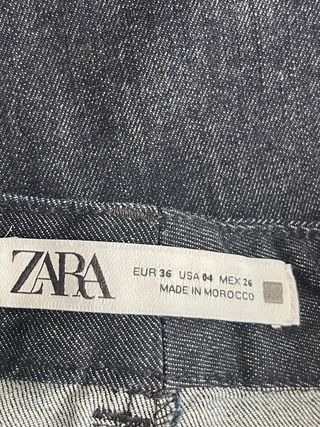 ZARA
EUR 36 USA 04 MEX 26
MADE IN MOROCCO